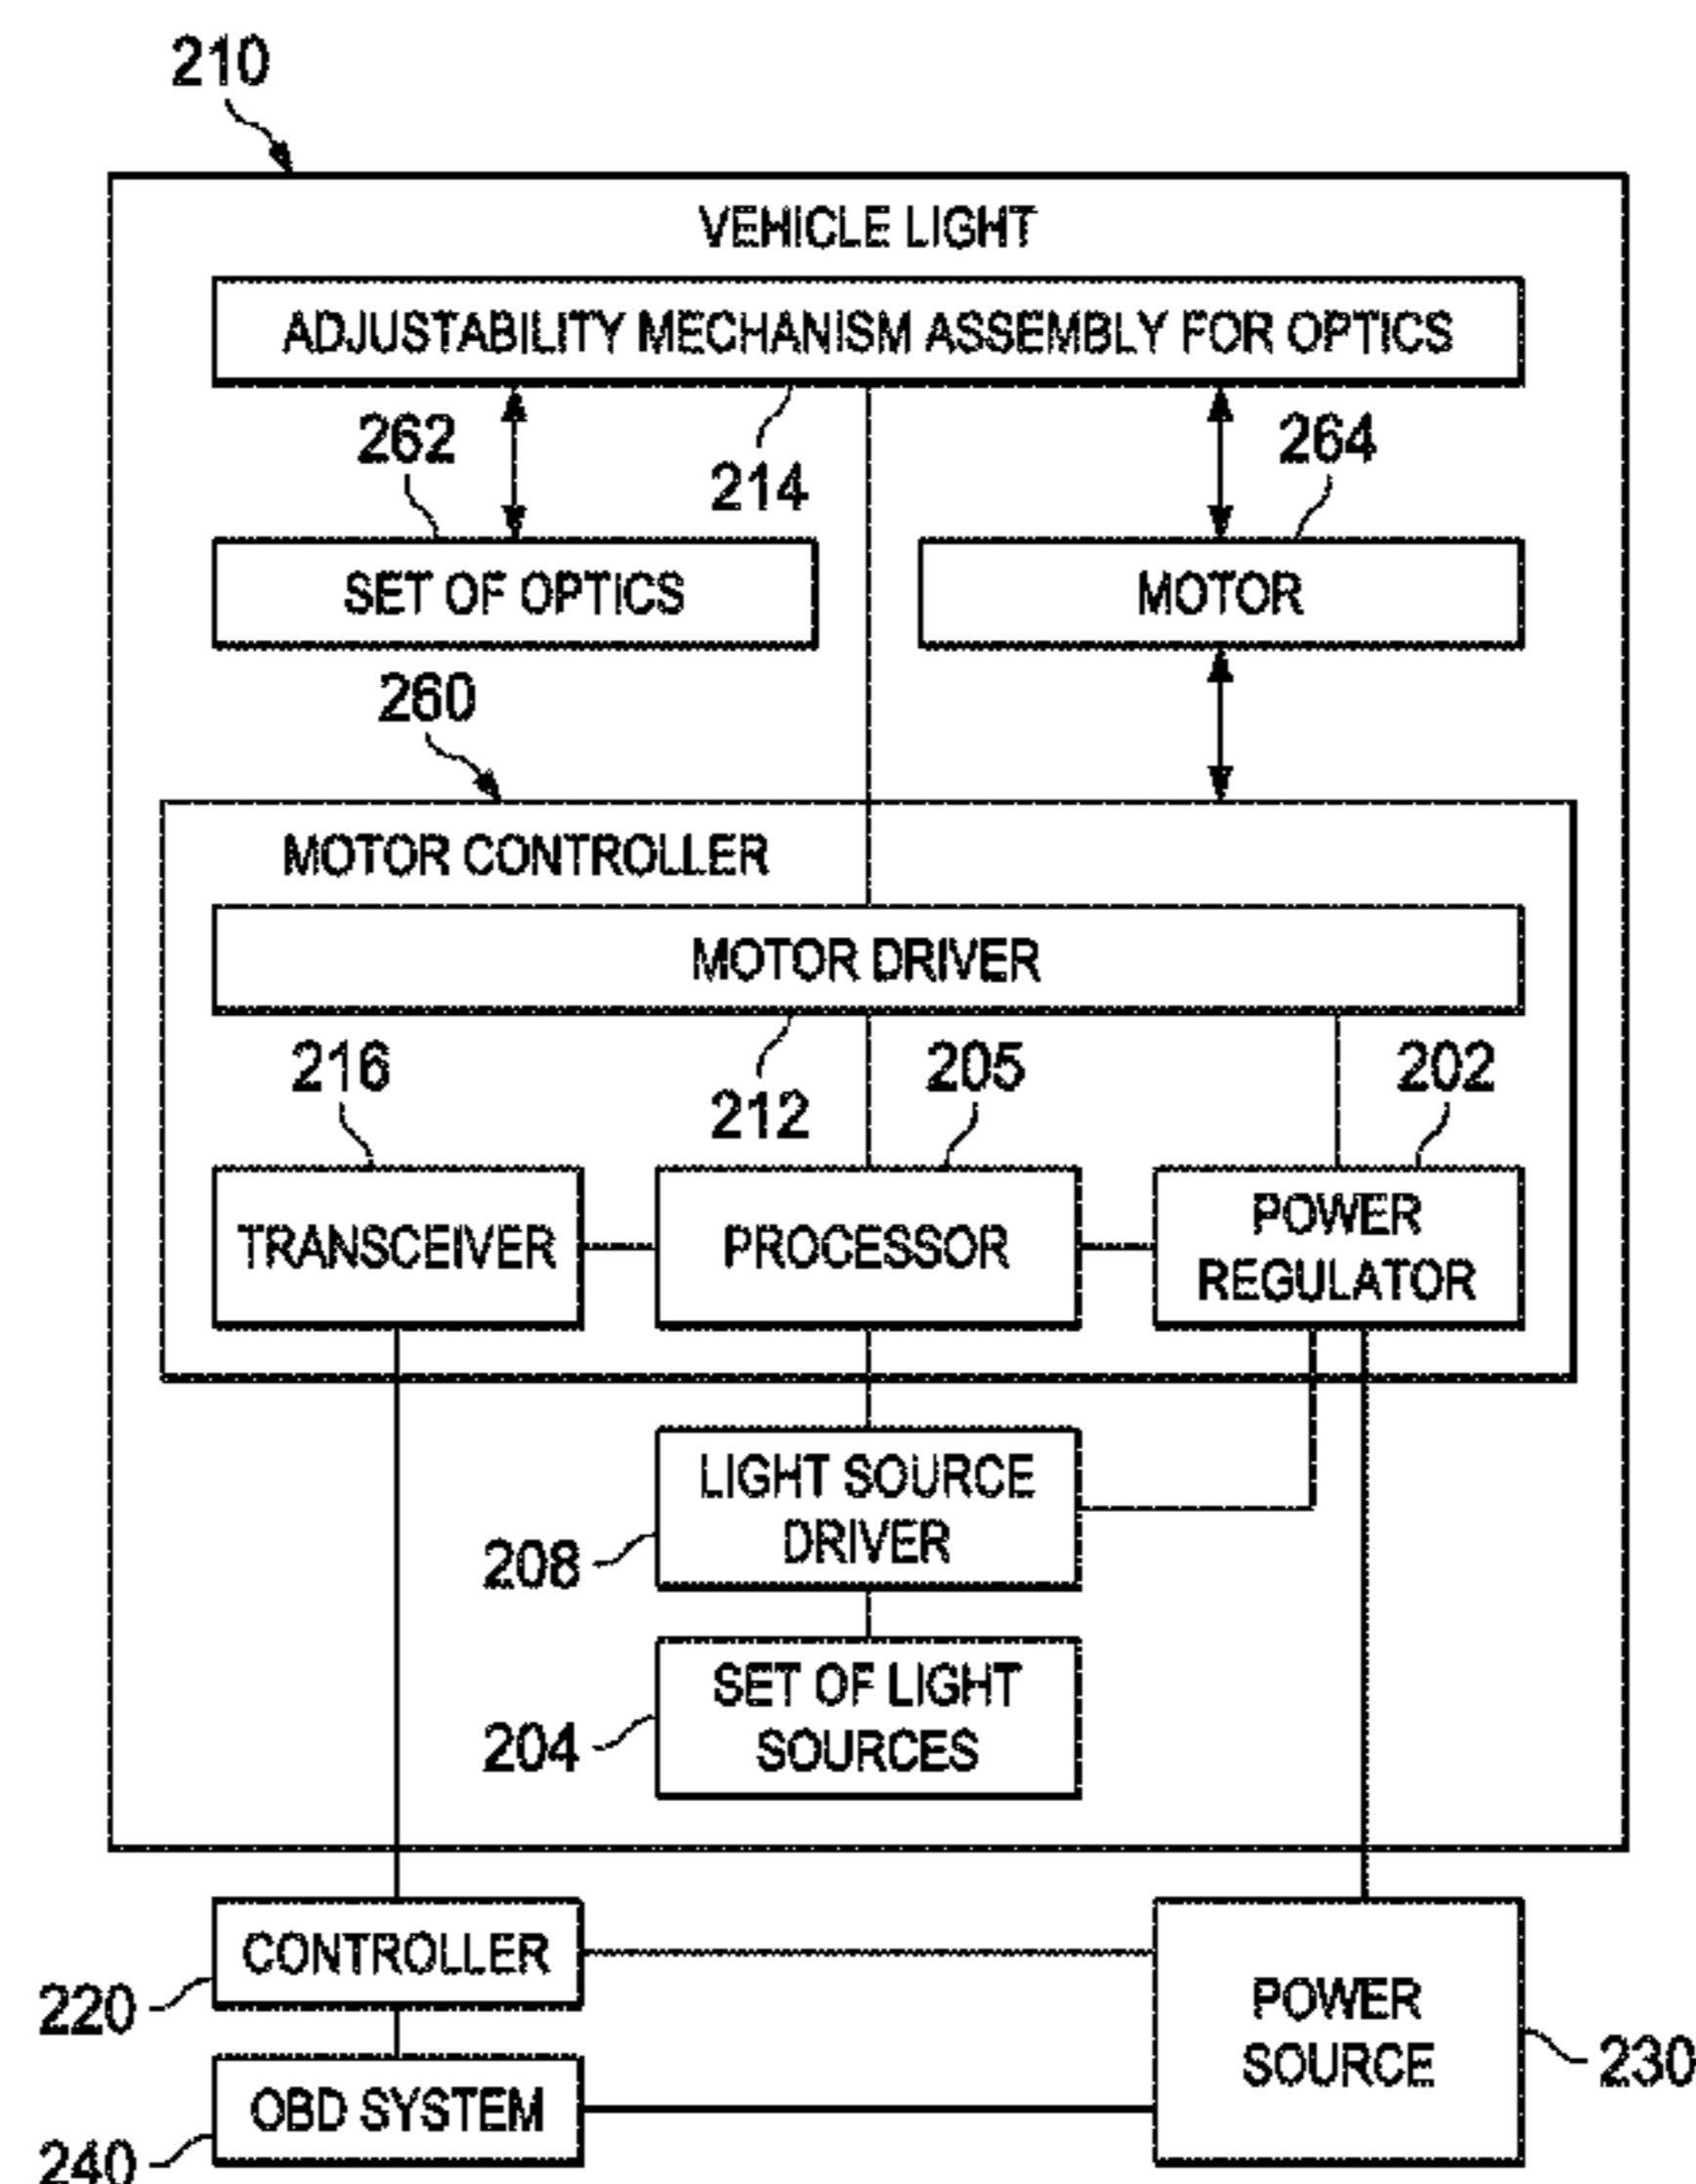 210
VEHICLE LIGHT
ADJUSTABILITY MECHANISM ASSEMBLY FOR OPTICS
262
214
264
SET OF OPTICS
MOTOR
260
MOTOR CONTROLLER
MOTOR DRIVER
216
212
205
202
TRANSCEIVER
PROCESSOR
POWER
REGULATOR
LIGHT SOURCE
DRIVER
208
SET OF LIGHT
SOURCES
204
CONTROLLER
220
POWER
SOURCE
230
OBD SYSTEM
240